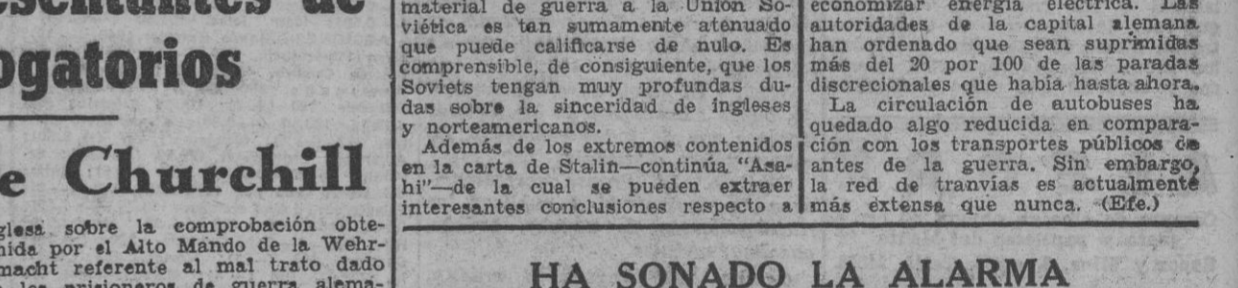 de
ogatorios
e Churchill
glesa sobre la comprobación obte-
nida por el Alto Mando de la Wehr-
macht referente al mal trato dado
prisioneros de guerra alema-
material de guerra a la Unión So-
viética es tan sumamente atenuado
que puede calificarse de nulo. Es
comprensible, de consiguiente, que los
Soviets tengan muy profundas du-
das sobre la sinceridad de ingleses
y norteamericanos.
Además de los extremos contenidos
en la carta de Stalin—continúa "Asa-
hi"—de la cual se pueden extraer
interesantes conclusiones respecto a
economizar energía eléctrica. Las
autoridades de la capital alemana
han ordenado que sean suprimidas
más del 20 por 100 de las paradas
discrecionales que había hasta ahora.
La circulación de autobuses ha
quedado algo reducida en compara-
ción con los transportes públicos de
antes de la guerra. Sin embargo,
la red de tranvías es actualmente
más extensa que nunca. (Efe.)
HA SONADO LA ALARMA